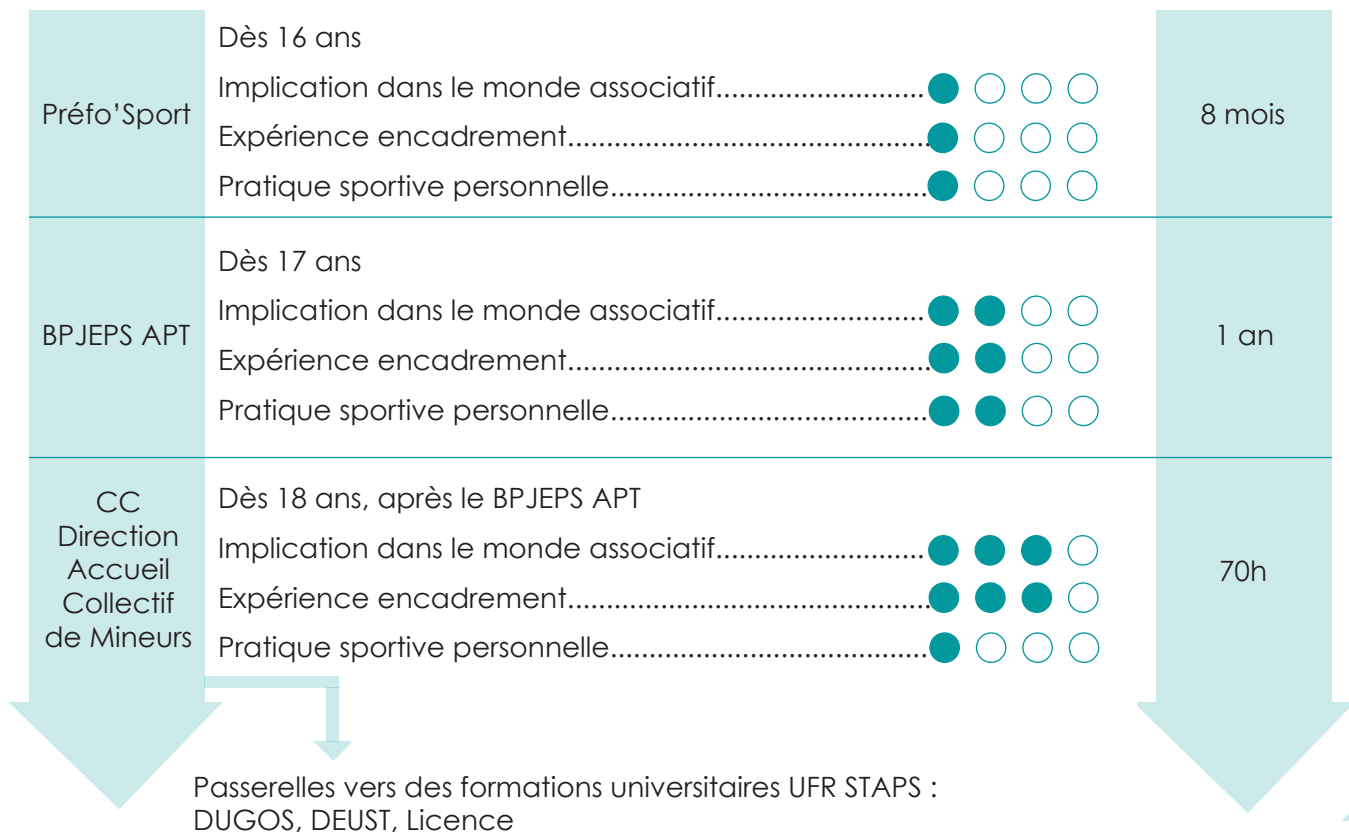 Préfo’Sport
Dès 16 ans
Implication dans le monde associatif
Expérience encadrement
Pratique sportive personnelle
8 mois
BPJEPS APT
Dès 17 ans
Implication dans le monde associatif
Expérience encadrement
Pratique sportive personnelle
1 an
CC
Direction
Accueil
Collectif
de Mineurs
Dès 18 ans, après le BPJEPS APT
Implication dans le monde associatif
Expérience encadrement
Pratique sportive personnelle
70h
Passerelles vers des formations universitaires UFR STAPS :
DUGOS, DEUST, Licence